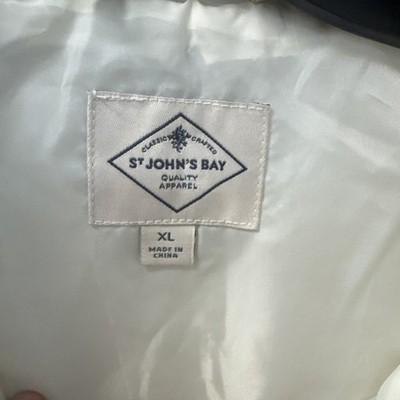 CLASSIC CRAFTED
ST JOHN'S BAY
QUALITY
APPAREL
XL
MADE IN
CHINA